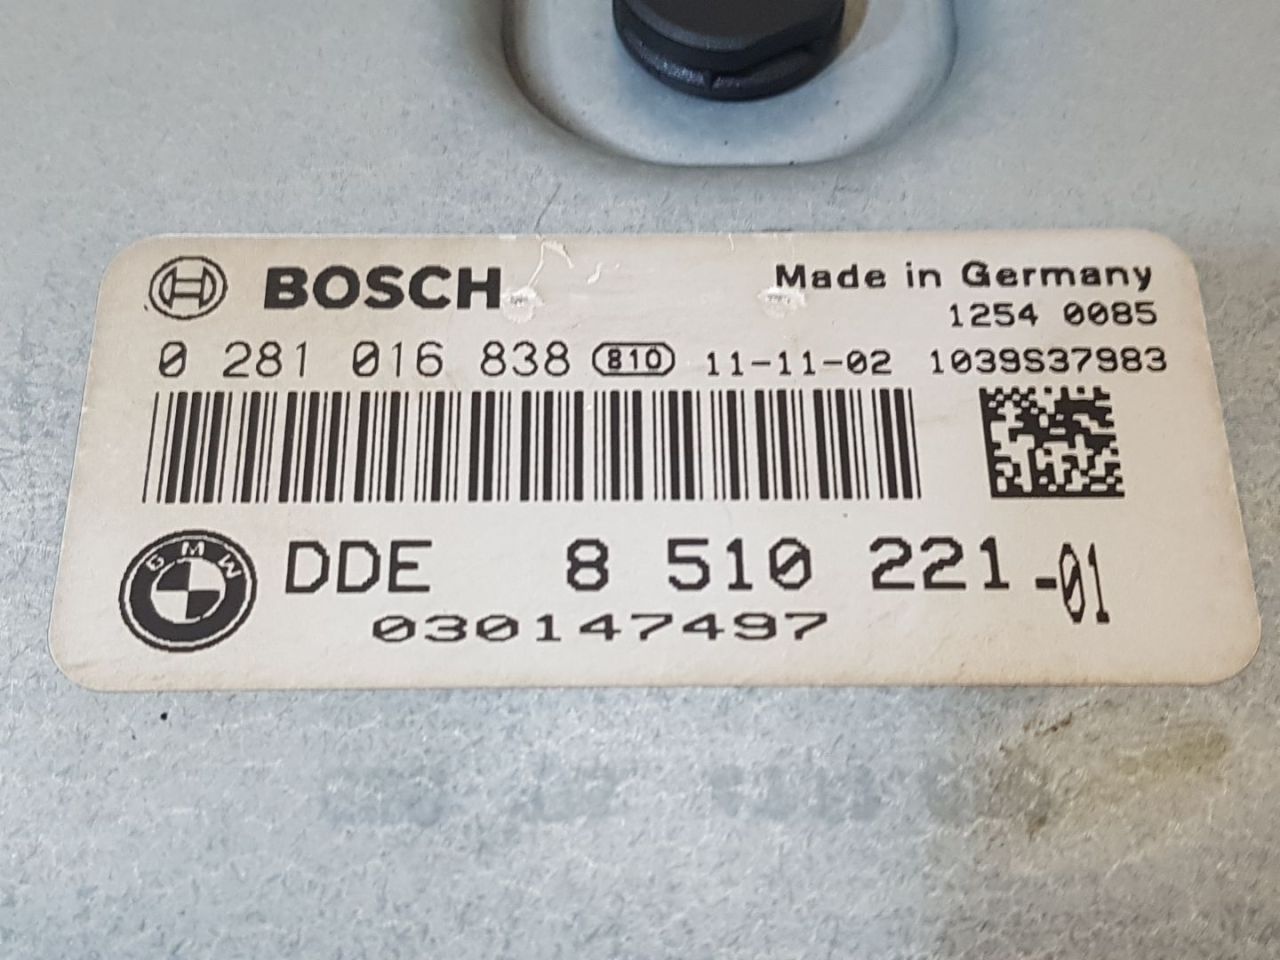 BOSCH Made in Germany
1254 0085
0 281 016 838 810 11-11-02 1039S37983
BMW DDE 8 510 221 -01
030147497